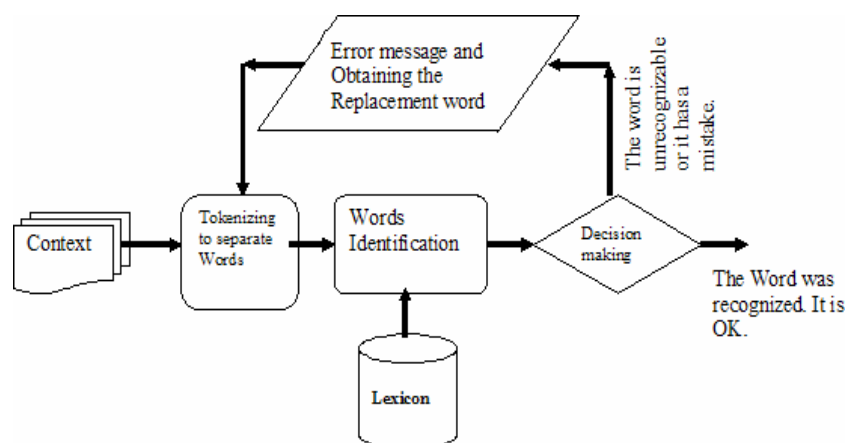 Error message and
Obtaining the
Replacement word
The word is
unrecognizable
or it has a
mistake.
Context
Tokenizing
to separate
Words
Words
Identification
Decision
making
The Word was
recognized. It is
OK.
Lexicon